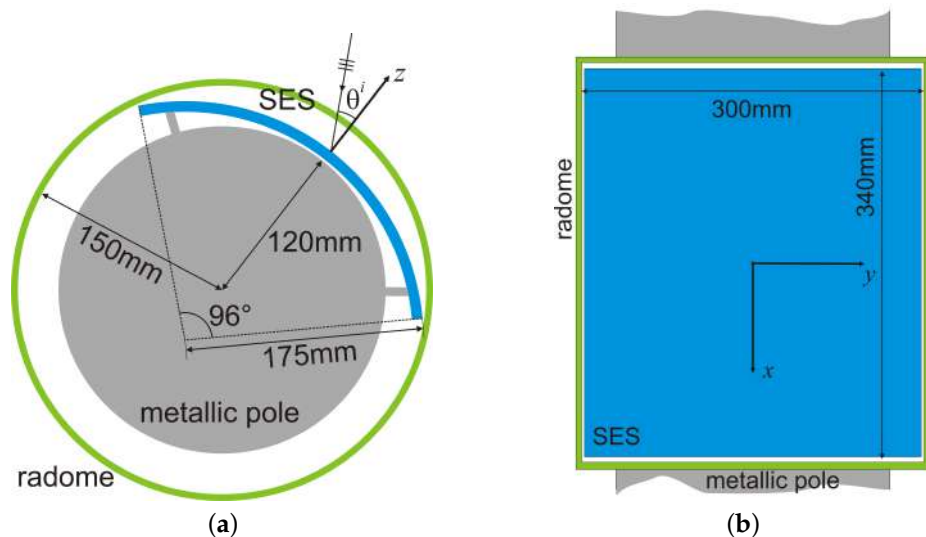 SES
θⁱ
z
150mm
120mm
96°
175mm
metallic pole
radome
(a)
radome
300mm
340mm
y
x
SES
metallic pole
(b)